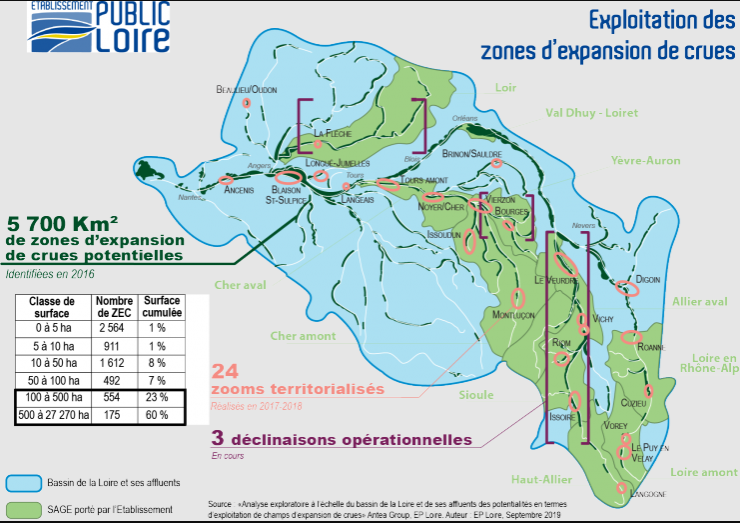 ETABLISSEMENT
PUBLIC
LOIRE
Exploitation des
zones d'expansion de crues
Loir
Val Dhuy - Loiret
Yèvre-Auron
BEAULIEU/OUDON
LA FLÈCHE
Orléans
Angers
LONGUÉ-JUMELLES
Blois
BRINON/SAULDRE
Tours
Nantes
ANCENIS
BLAISON
ST-SULPICE
LANGEAIS
TOURS AMONT
NOYER/CHER
VIERZON
BOURGES
ISSOUDUN
Nevers
LE VEURDRE
DIGOIN
MONTLUÇON
VICHY
RIOM
ROANNE
CUZIEU
ISSOIRE
VOREY
LE PUY EN
VELAY
LANGOGNE
5 700 Km²
de zones d'expansion
de crues potentielles
Identifiées en 2016
Cher aval
Cher amont
Allier aval
Loire en
Rhône-Alp
Sioule
Haut-Allier
Loire amont
Classe de surface | Nombre de ZEC | Surface cumulée
0 à 5 ha | 2 564 | 1 %
5 à 10 ha | 911 | 1 %
10 à 50 ha | 1 612 | 8 %
50 à 100 ha | 492 | 7 %
100 à 500 ha | 554 | 23 %
500 à 27 270 ha | 175 | 60 %
24
zooms territorialisés
Réalisés en 2017-2018
3 déclinaisons opérationnelles
En cours
Bassin de la Loire et ses affluents
SAGE porté par l'Etablissement
Source : «Analyse exploratoire à l'échelle du bassin de la Loire et de ses affluents des potentialités en termes
d'exploitation de champs d'expansion de crues» Antea Group, EP Loire. Auteur : EP Loire, Septembre 2019